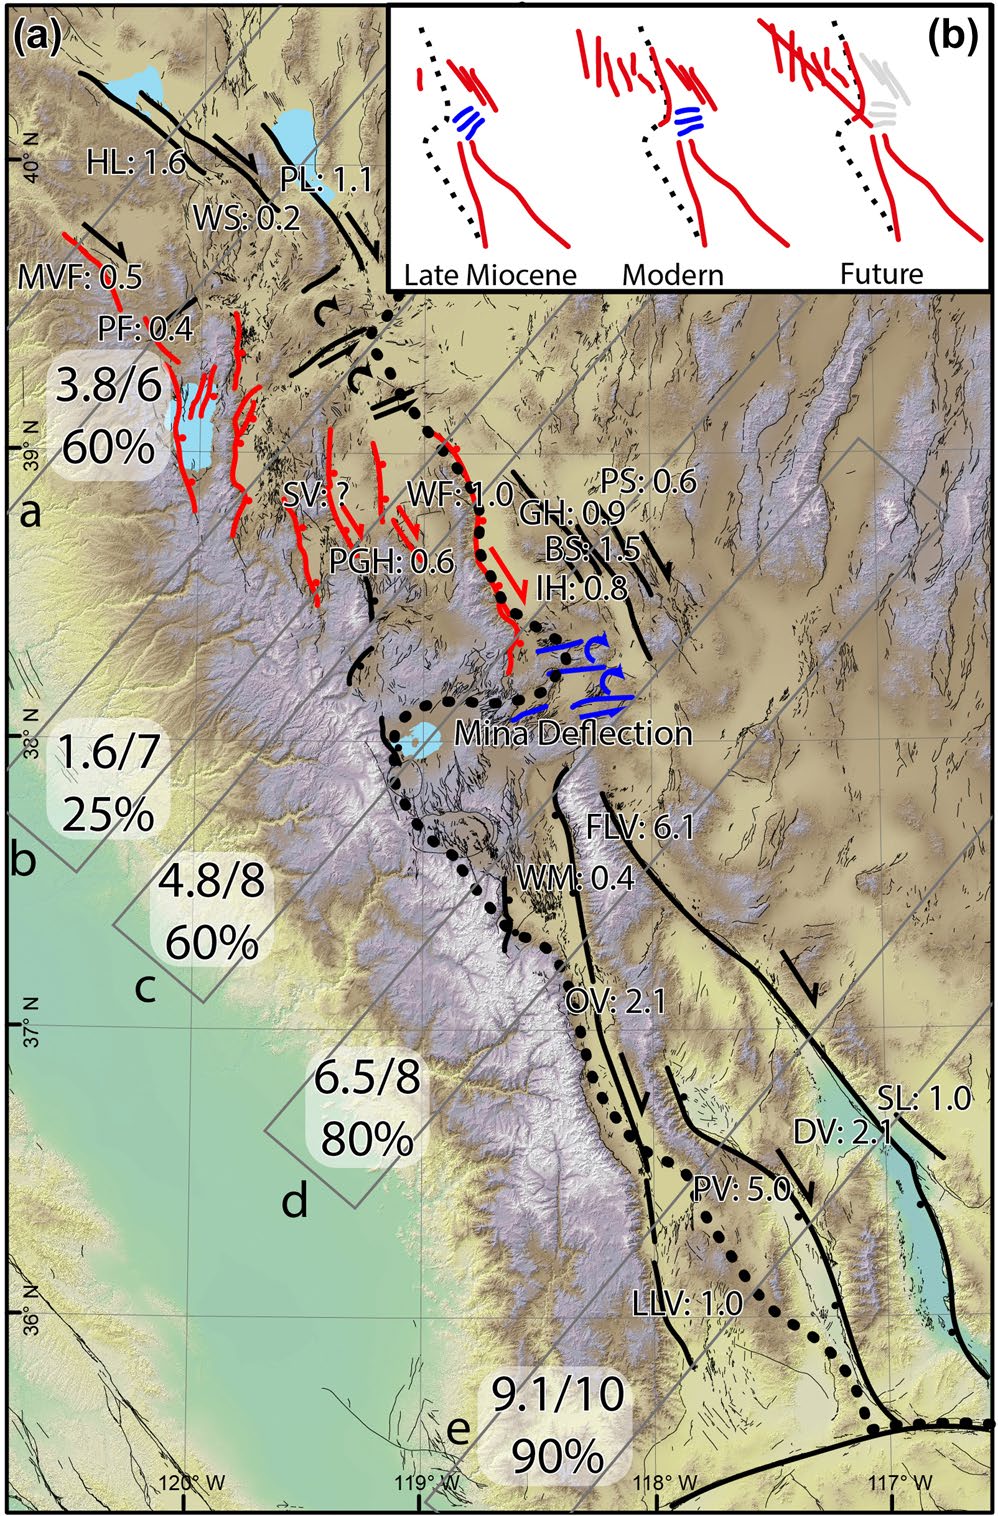 (a)
(b)
Late Miocene
Modern
Future
40° N
HL: 1.6
PL: 1.1
WS: 0.2
MVF: 0.5
PF: 0.4
3.8/6
60%
39° N
a
SV: ?
WF: 1.0
PS: 0.6
GH: 0.9
BS: 1.5
PGH: 0.6
IH: 0.8
38° N
Mina Deflection
1.6/7
25%
b
FLV: 6.1
WM: 0.4
4.8/8
60%
c
OV: 2.1
37° N
6.5/8
80%
d
SL: 1.0
DV: 2.1
PV: 5.0
36° N
LLV: 1.0
9.1/10
90%
e
120° W
119° W
118° W
117° W